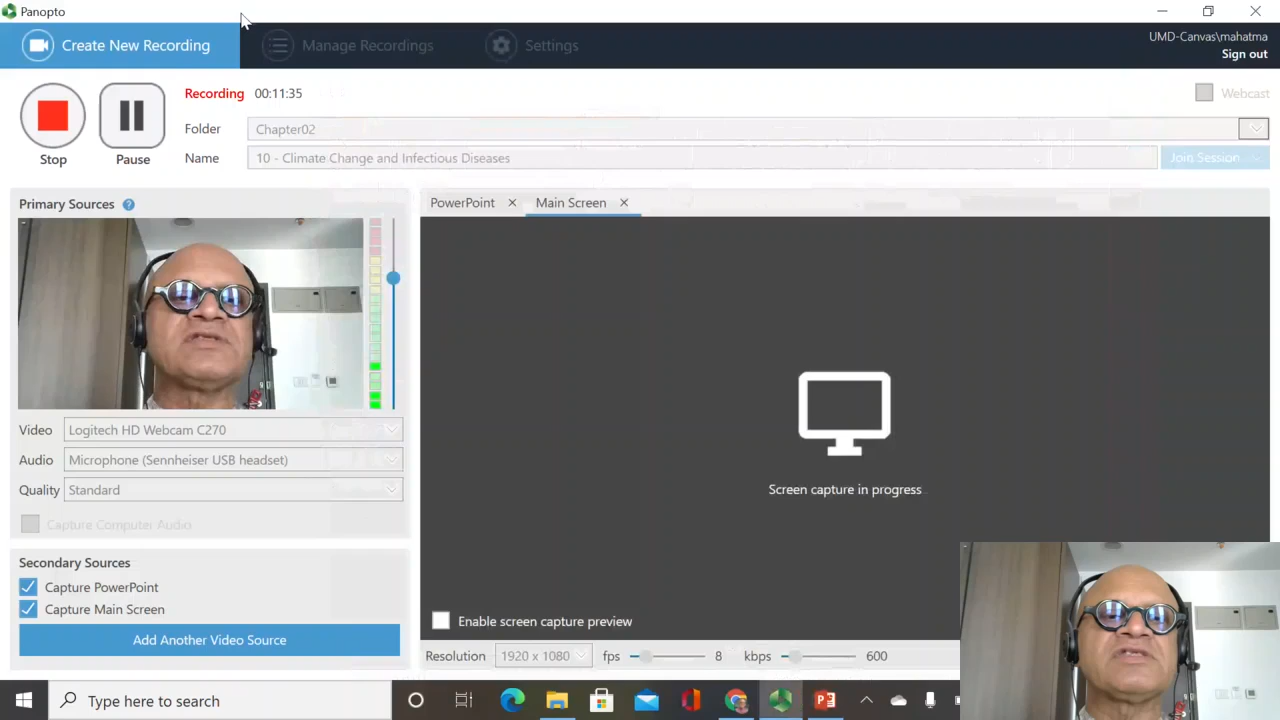 Panopto
Create New Recording
Manage Recordings
Settings
UMD-Canvas\mahatma
Sign out
Recording 00:11:35
Webcast
Folder Chapter02
Name 10 - Climate Change and Infectious Diseases
Join Session
Stop
Pause
Primary Sources ?
PowerPoint
Main Screen
Screen capture in progress
Video Logitech HD Webcam C270
Audio Microphone (Sennheiser USB headset)
Quality Standard
Capture Computer Audio
Secondary Sources
Capture PowerPoint
Capture Main Screen
Add Another Video Source
Enable screen capture preview
Resolution 1920 x 1080 fps 8 kbps 600
Type here to search